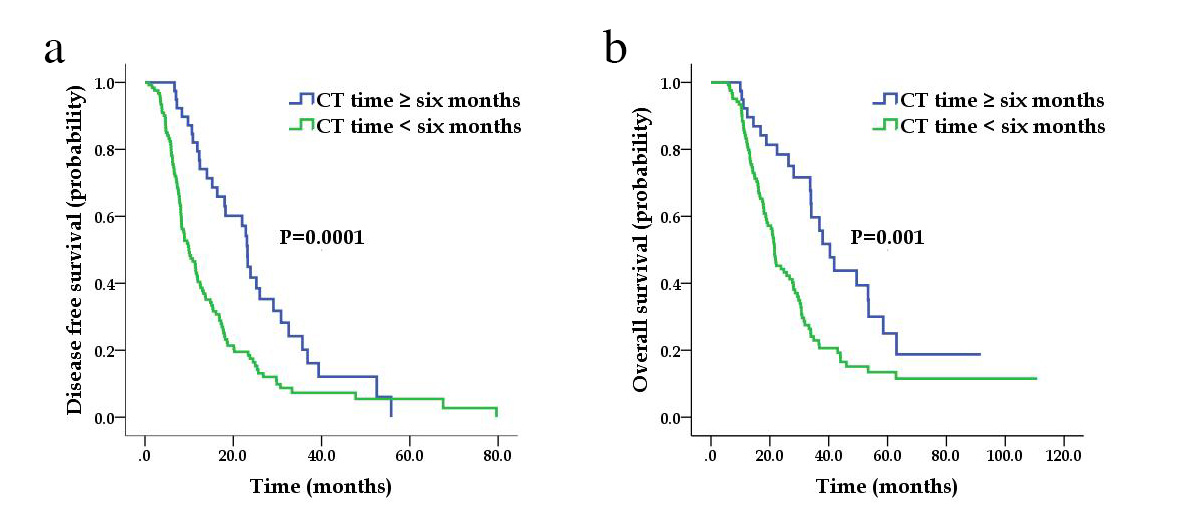 a
CT time ≥ six months
CT time < six months
P=0.0001
Disease free survival (probability)
1.0
0.8
0.6
0.4
0.2
0.0
.0 20.0 40.0 60.0 80.0
Time (months)
b
CT time ≥ six months
CT time < six months
P=0.001
Overall survival (probability)
1.0
0.8
0.6
0.4
0.2
0.0
.0 20.0 40.0 60.0 80.0 100.0 120.0
Time (months)